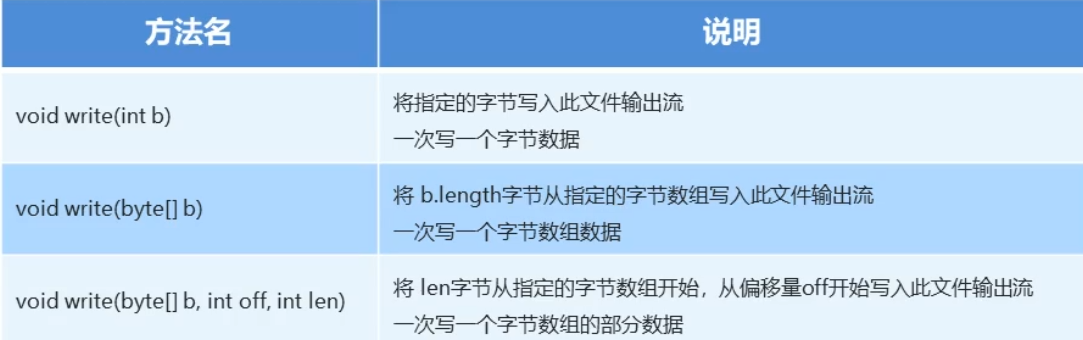 方法名 说明
void write(int b)
将指定的字节写入此文件输出流
一次写一个字节数据
void write(byte[] b)
将 b.length字节从指定的字节数组写入此文件输出流
一次写一个字节数组数据
void write(byte[] b, int off, int len)
将 len字节从指定的字节数组开始，从偏移量off开始写入此文件输出流
一次写一个字节数组的部分数据